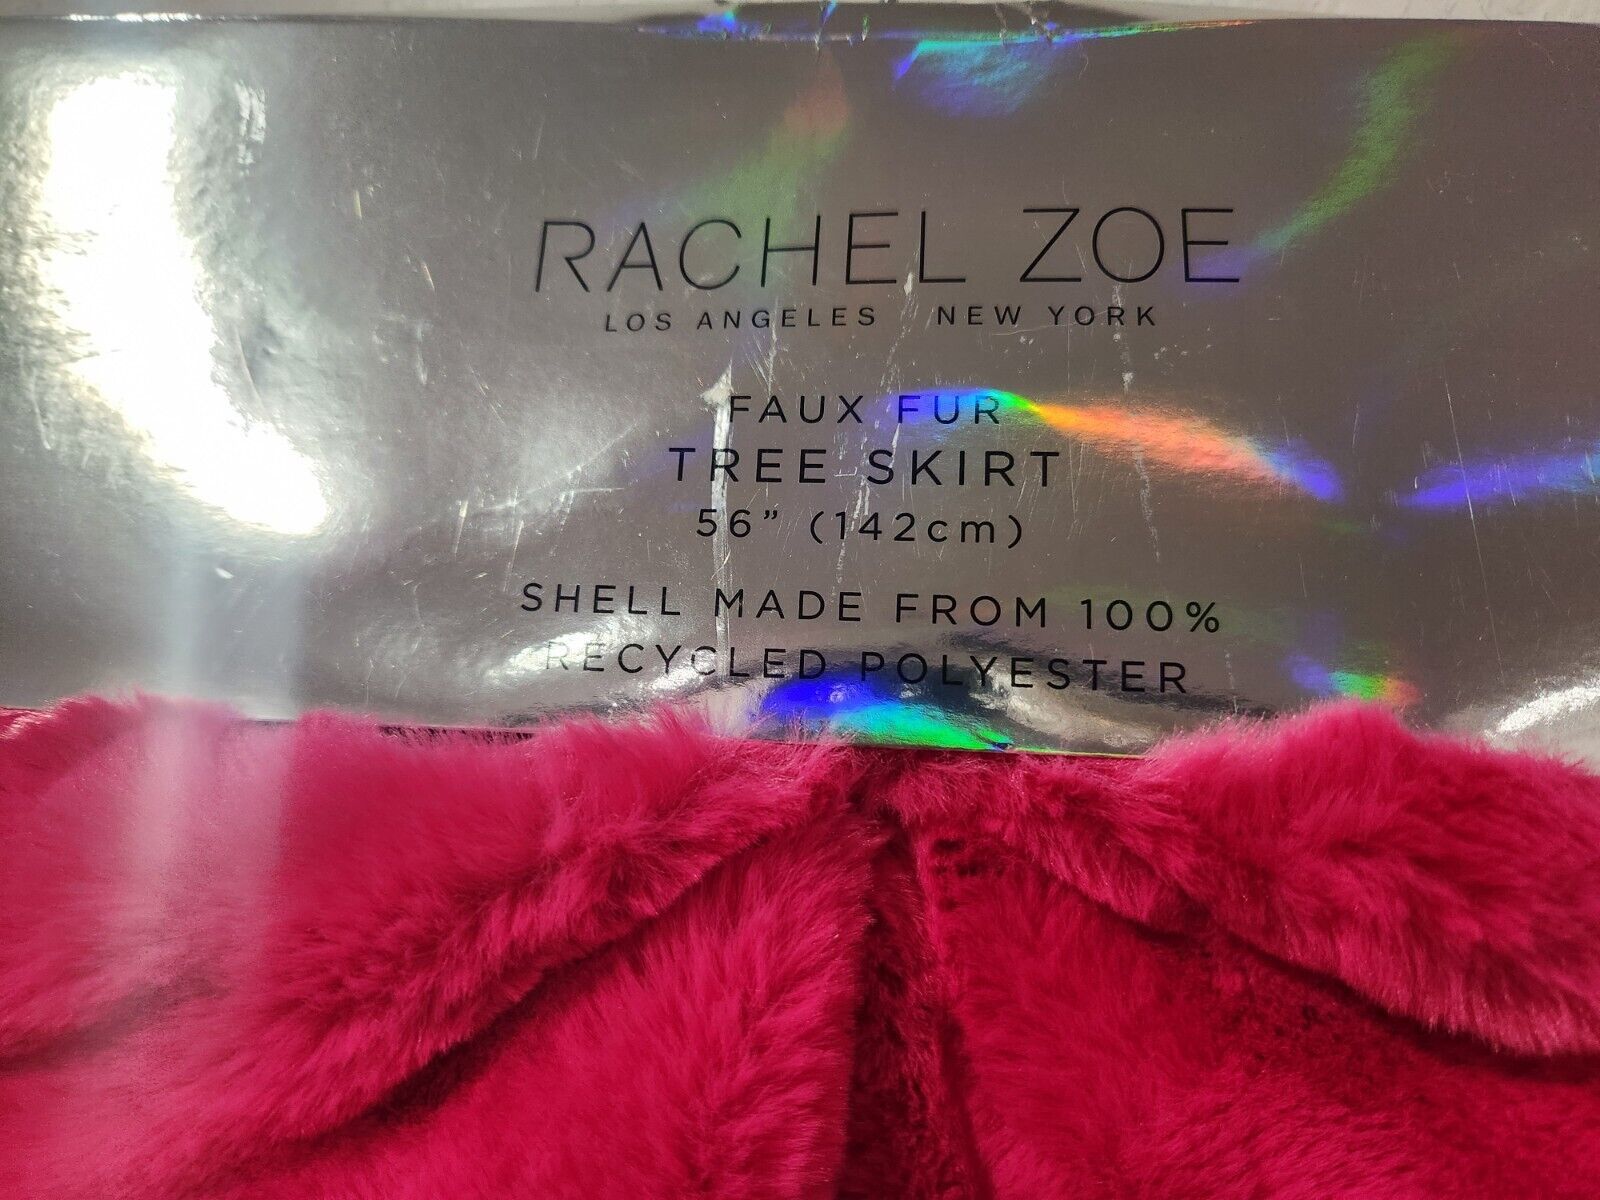 RACHEL ZOE
LOS ANGELES NEW YORK
FAUX FUR
TREE SKIRT
56” (142cm)
SHELL MADE FROM 100%
RECYCLED POLYESTER